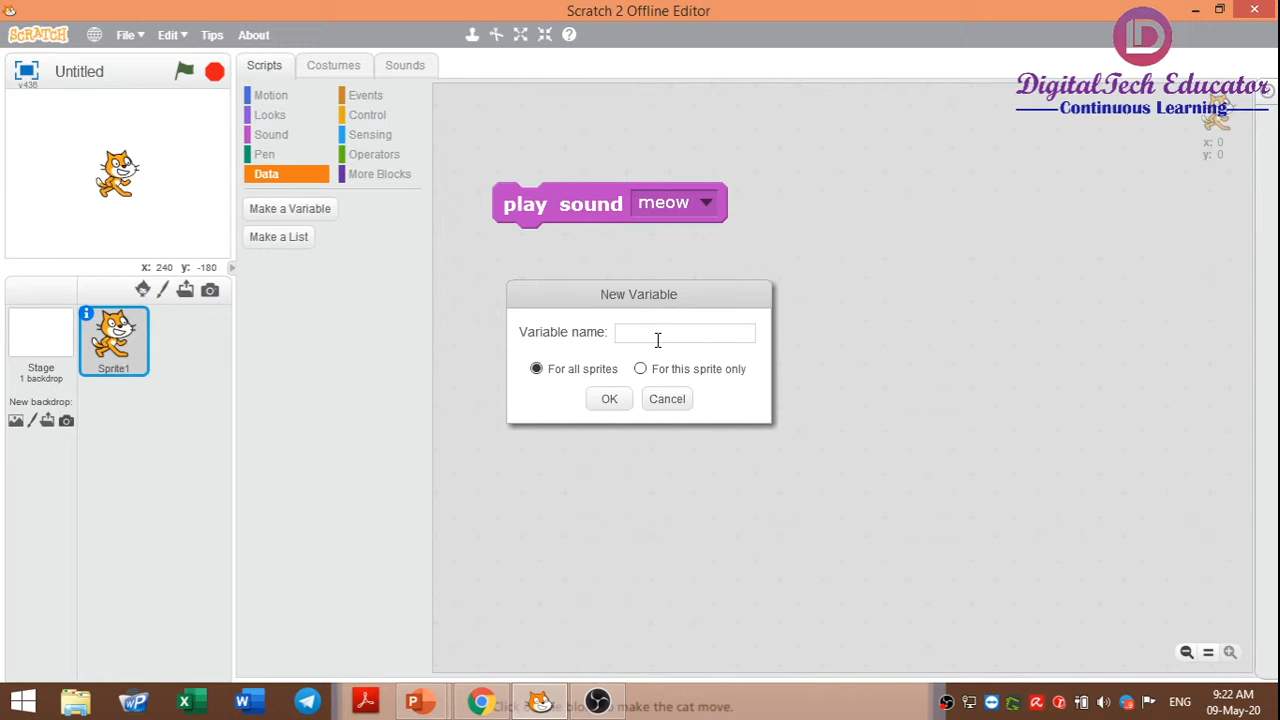 Scratch 2 Offline Editor
SCRATCH File Edit Tips About
DigitalTech Educator
Continuous Learning
v436
Untitled
Scripts Costumes Sounds
Motion Events
Looks Control
Sound Sensing
Pen Operators
Data More Blocks
Make a Variable
Make a List
x: 0
y: 0
play sound meow
x: 240 y: -180
New Variable
Variable name:
For all sprites For this sprite only
OK Cancel
Stage
1 backdrop
Sprite1
New backdrop:
ENG
9:22 AM
09-May-20